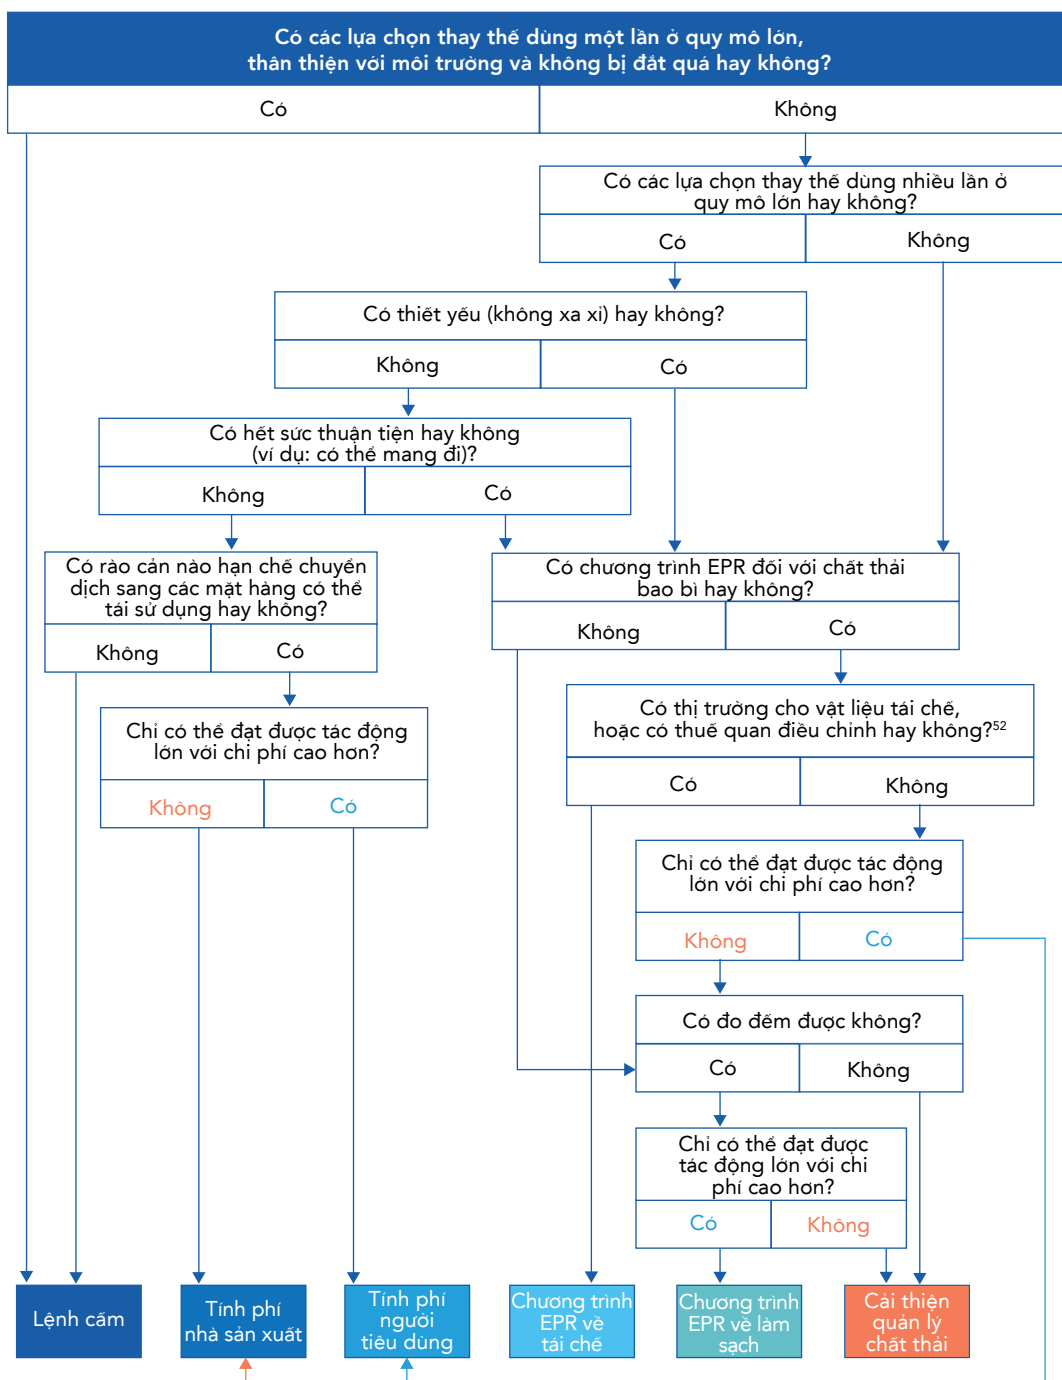 Có các lựa chọn thay thế dùng một lần ở quy mô lớn,
thân thiện với môi trường và không bị đắt quá hay không?
Có
Không
Có các lựa chọn thay thế dùng nhiều lần ở
quy mô lớn hay không?
Có
Không
Có thiết yếu (không xa xỉ) hay không?
Không
Có
Có hết sức thuận tiện hay không
(ví dụ: có thể mang đi)?
Không
Có
Có rào cản nào hạn chế chuyển
dịch sang các mặt hàng có thể
tái sử dụng hay không?
Không
Có
Có chương trình EPR đối với chất thải
bao bì hay không?
Không
Có
Chỉ có thể đạt được tác động
lớn với chi phí cao hơn?
Không
Có
Có thị trường cho vật liệu tái chế,
hoặc có thuế quan điều chỉnh hay không?52
Có
Không
Chỉ có thể đạt được tác động
lớn với chi phí cao hơn?
Không
Có
Có đo đếm được không?
Có
Không
Chỉ có thể đạt được
tác động lớn với chi
phí cao hơn?
Có
Không
Lệnh cấm
Tính phí
nhà sản xuất
Tính phí
người
tiêu dùng
Chương trình
EPR về
tái chế
Chương trình
EPR về làm
sạch
Cải thiện
quản lý
chất thải